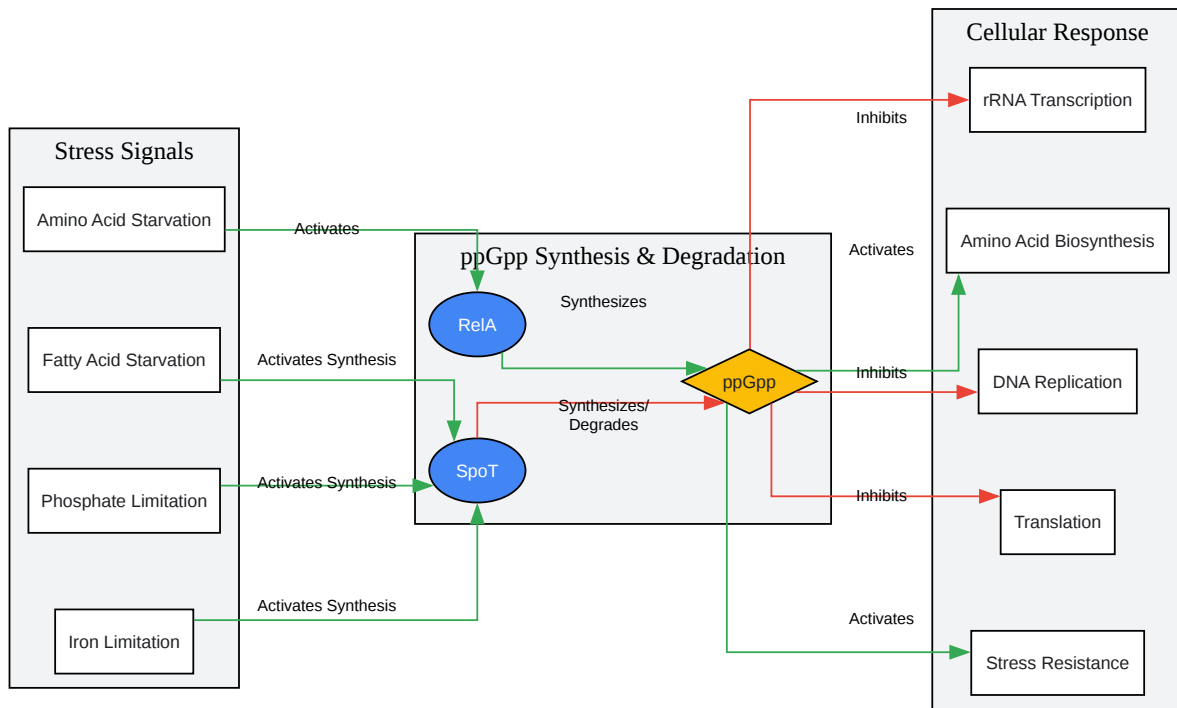 Stress Signals
Amino Acid Starvation
Fatty Acid Starvation
Phosphate Limitation
Iron Limitation
Activates
Activates Synthesis
Activates Synthesis
Activates Synthesis
ppGpp Synthesis & Degradation
RelA
SpoT
Synthesizes
Synthesizes/
Degrades
ppGpp
Inhibits
Activates
Inhibits
Inhibits
Activates
Cellular Response
rRNA Transcription
Amino Acid Biosynthesis
DNA Replication
Translation
Stress Resistance